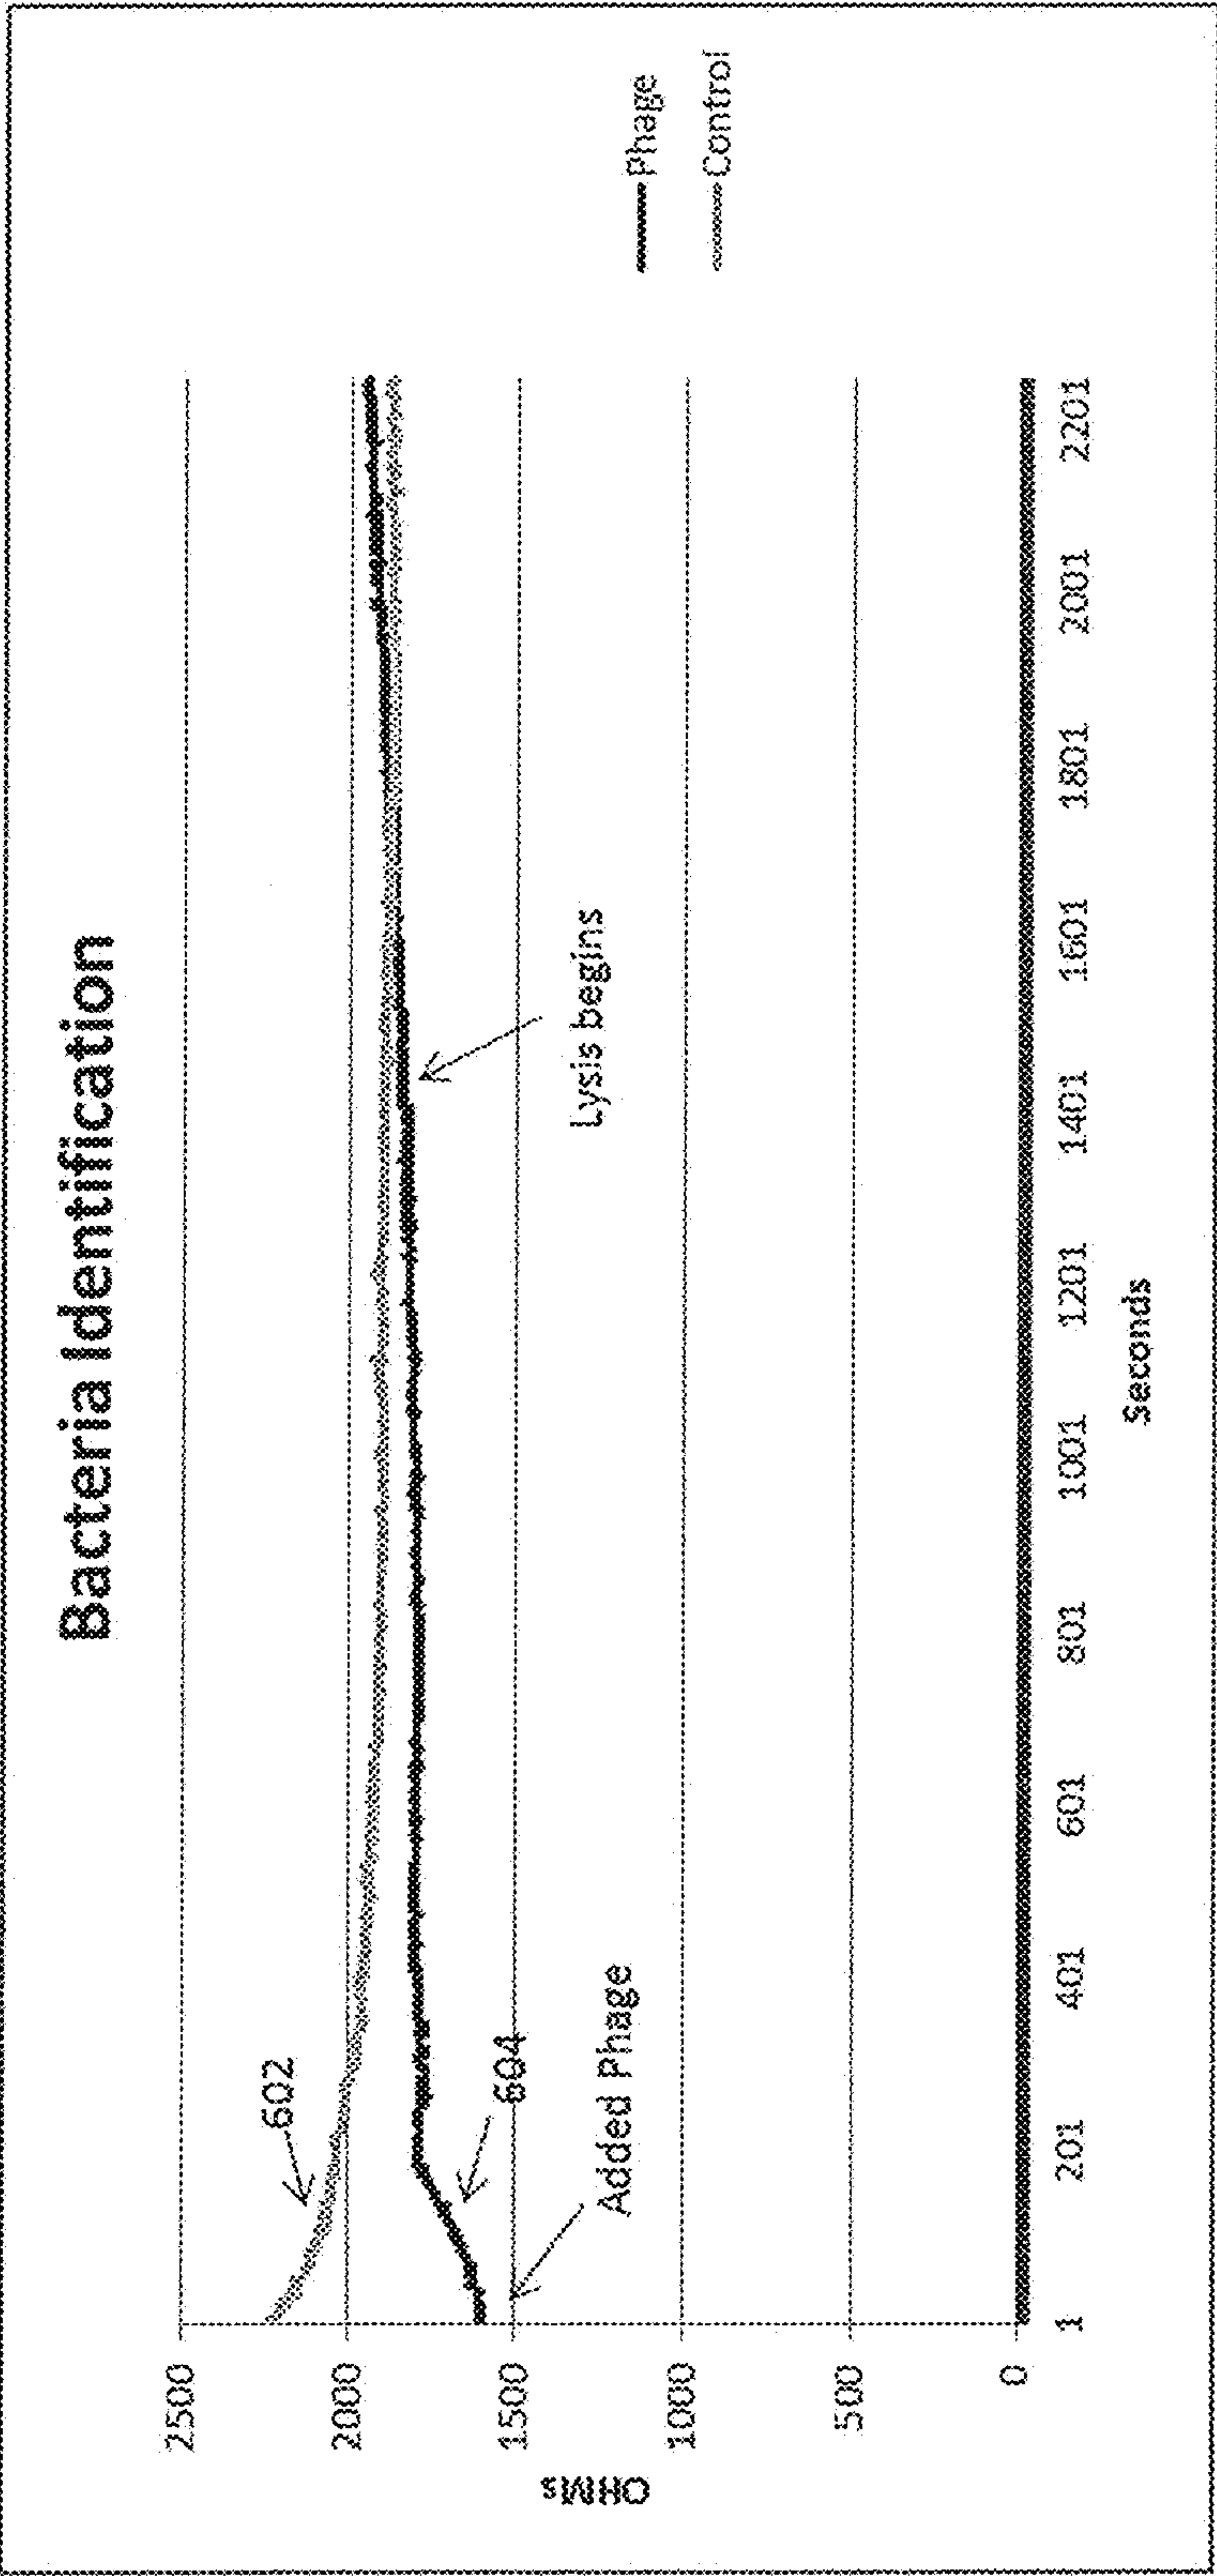 Bacteria Identification
2500
2000
1500
1000
500
0
OHMs
602
604
Added Phage
Lysis begins
Phage
Control
1
201
401
601
801
1001
1201
1401
1601
1801
2001
2201
Seconds